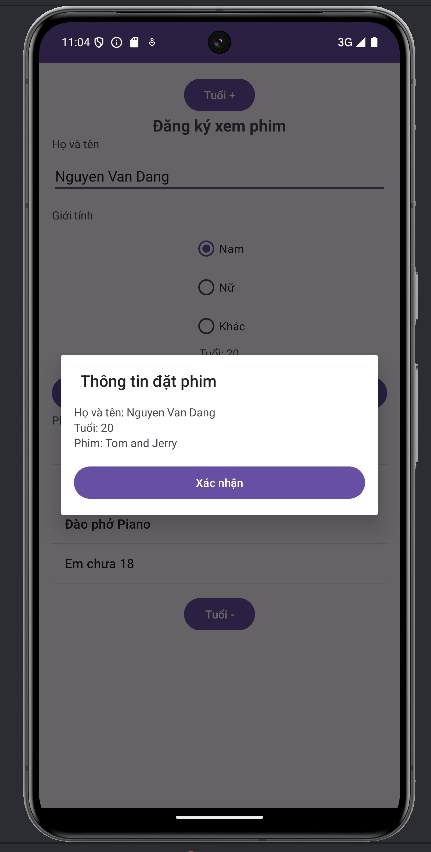 11:04
3G
Tuổi +
Đăng ký xem phim
Họ và tên
Nguyen Van Dang
Giới tính
Nam
Nữ
Khác
Tuổi: 20
Thông tin đặt phim
Họ và tên: Nguyen Van Dang
Tuổi: 20
Phim: Tom and Jerry
Xác nhận
Đào phở Piano
Em chưa 18
Tuổi -